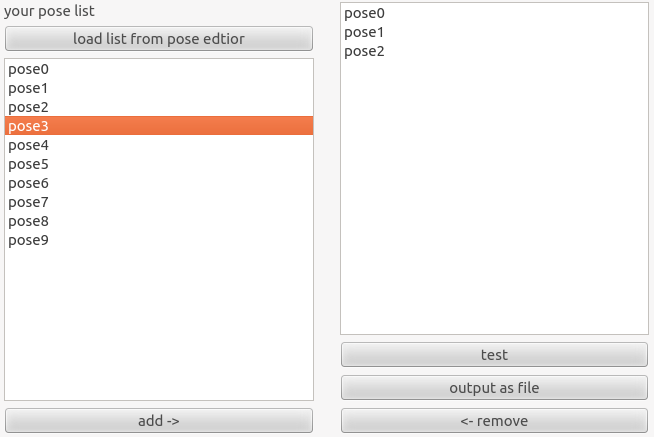 your pose list
load list from pose edtior
pose0
pose1
pose2
pose3
pose4
pose5
pose6
pose7
pose8
pose9
add ->
pose0
pose1
pose2
test
output as file
<- remove